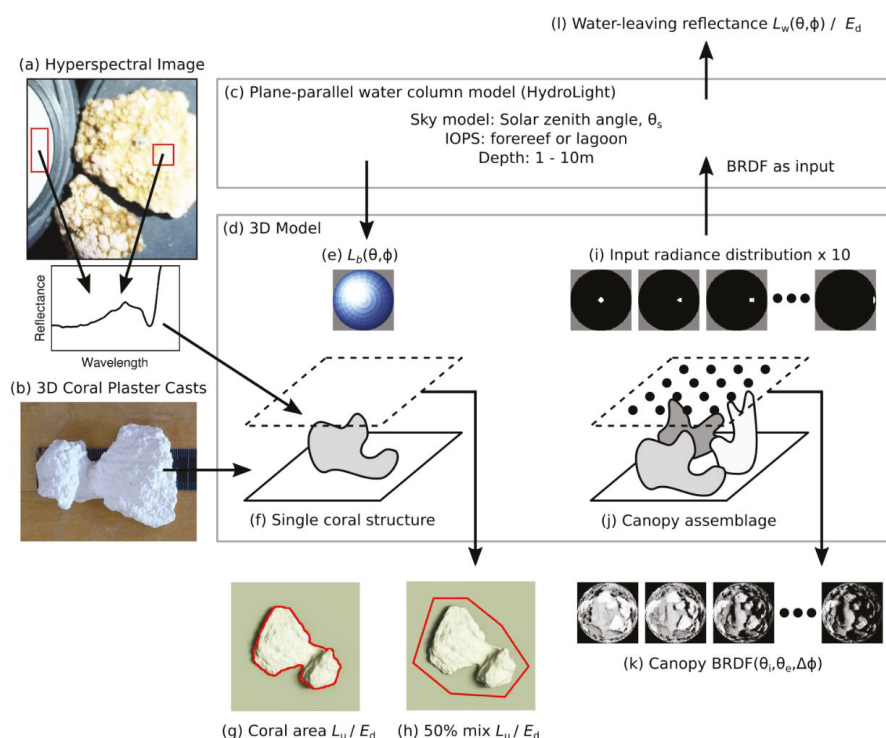 (l) Water-leaving reflectance Lw(θ,ϕ) / Ed
(a) Hyperspectral Image
(c) Plane-parallel water column model (HydroLight)
Sky model: Solar zenith angle, θs
IOPS: forereef or lagoon
Depth: 1 - 10m
BRDF as input
(d) 3D Model
(e) Lb(θ,ϕ)
(i) Input radiance distribution x 10
Reflectance
Wavelength
(b) 3D Coral Plaster Casts
(f) Single coral structure
(j) Canopy assemblage
(k) Canopy BRDF(θi,θe,Δϕ)
(g) Coral area Lu / Ed
(h) 50% mix Lu / Ed